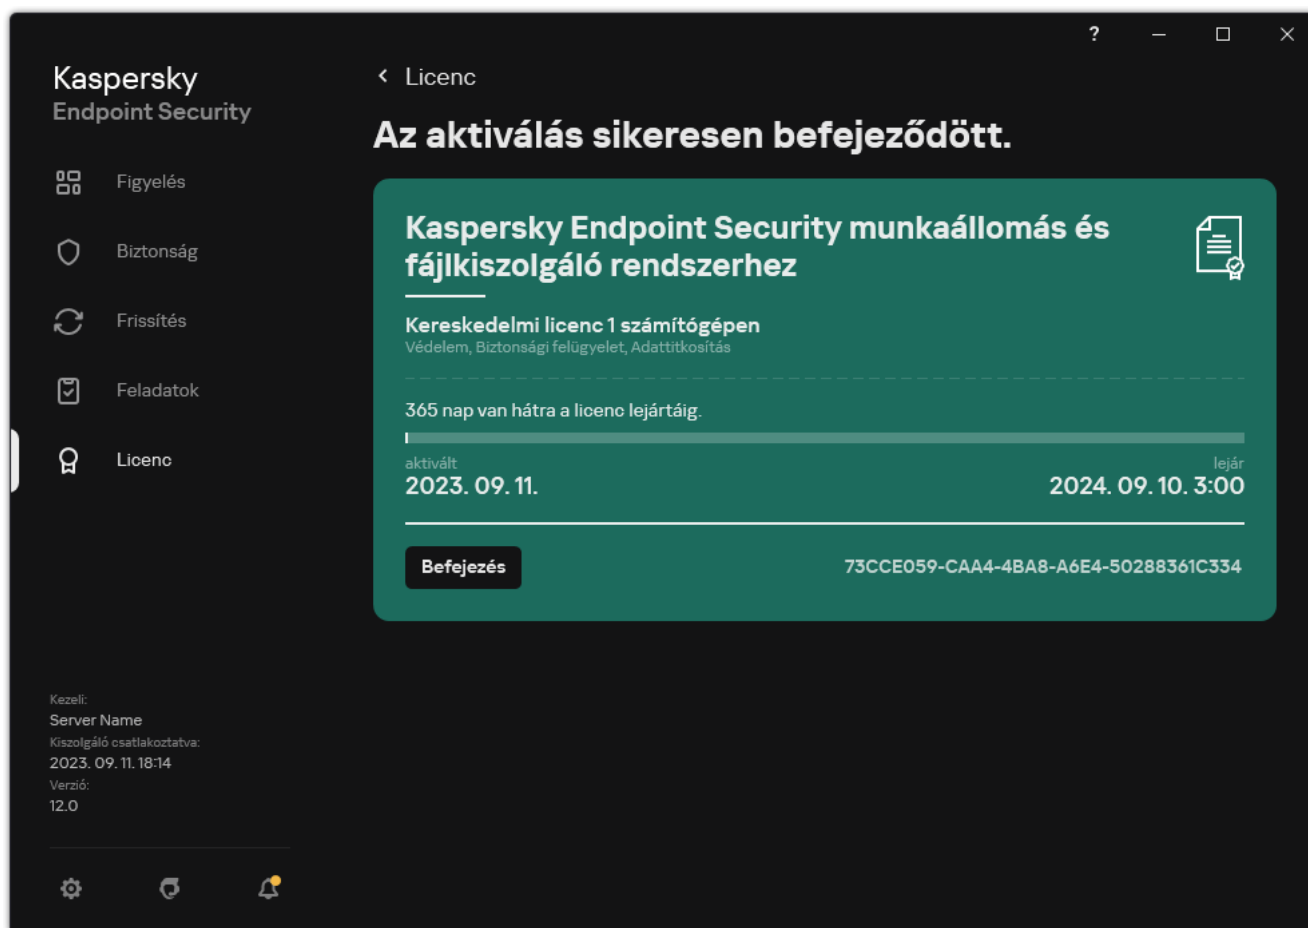 ?
Kaspersky
Endpoint Security
Figyelés
Biztonság
Frissítés
Feladatok
Licenc
Kezeli:
Server Name
Kiszolgáló csatlakoztatva:
2023. 09. 11. 18:14
Verzió:
12.0
Licenc
Az aktiválás sikeresen befejeződött.
Kaspersky Endpoint Security munkaállomás és
fájlkiszolgáló rendszerhez
Kereskedelmi licenc 1 számítógépen
Védelem, Biztonsági felügyelet, Adattitkosítás
365 nap van hátra a licenc lejártáig.
aktivált
2023. 09. 11.
lejár
2024. 09. 10. 3:00
Befejezés
73CCE059-CAA4-4BA8-A6E4-50288361C334